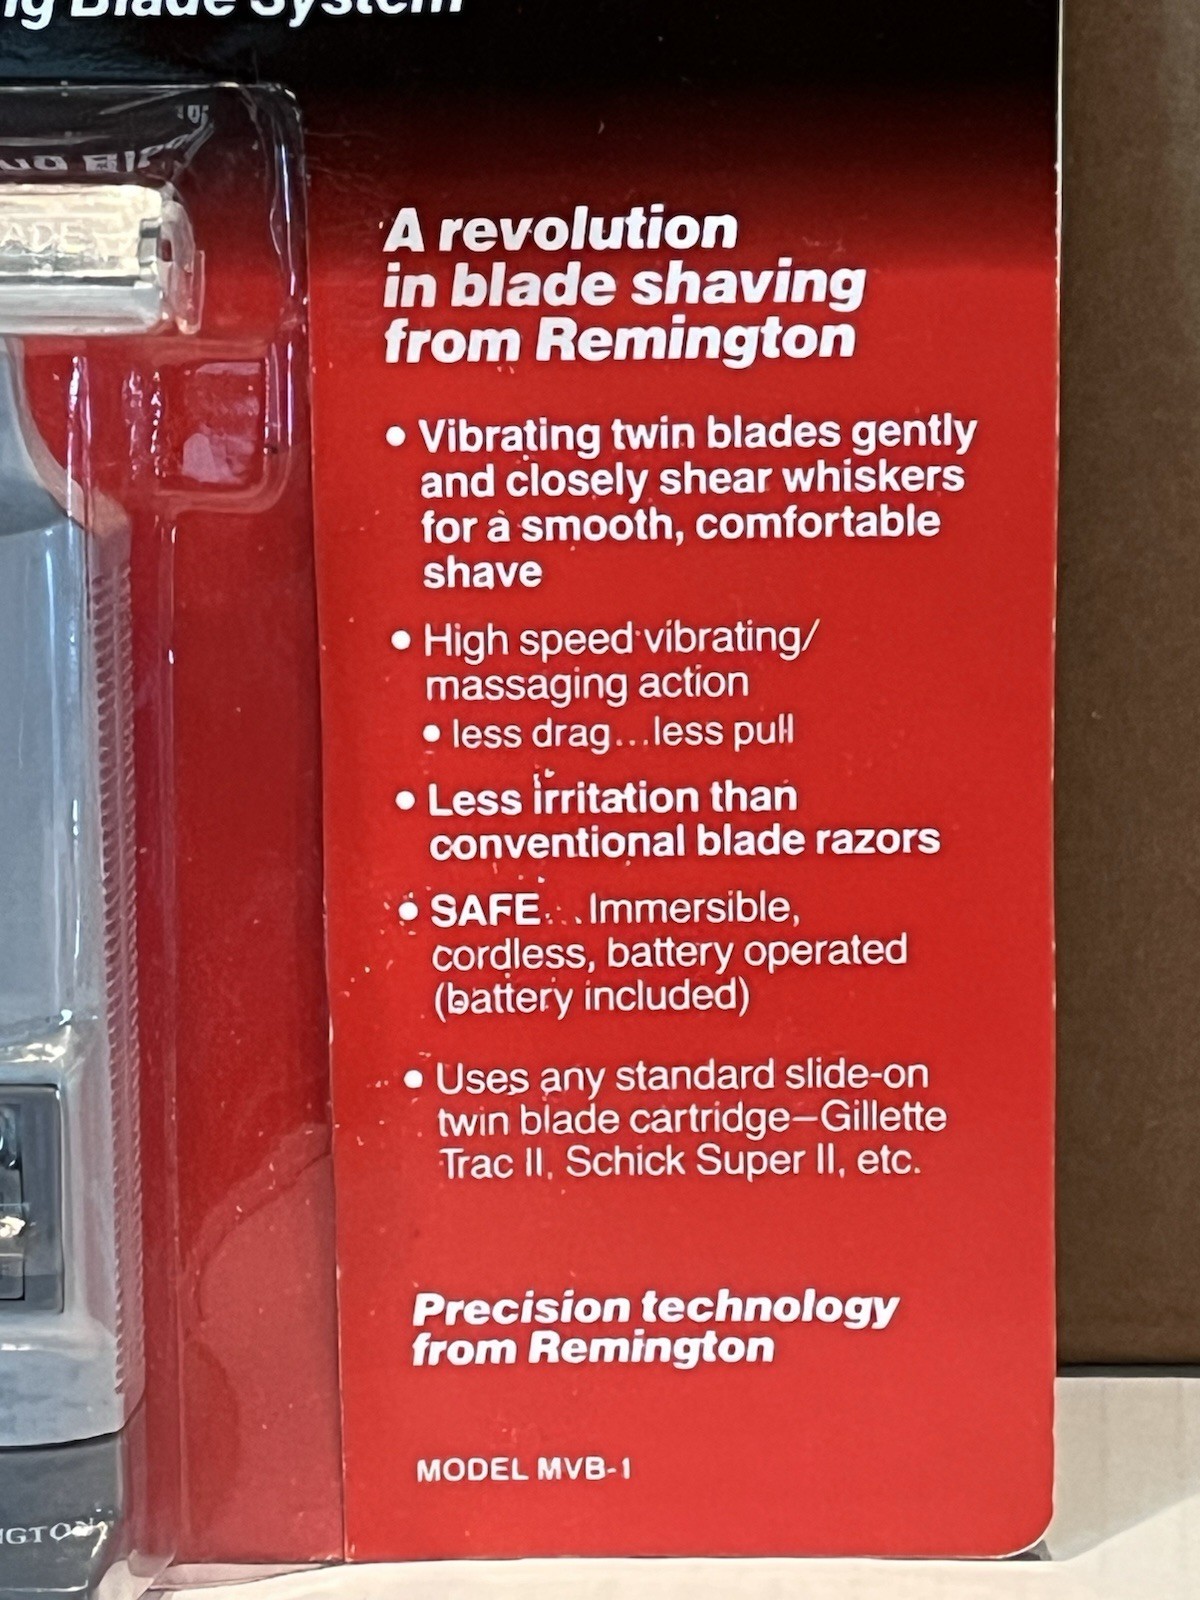 Blade System
A revolution
in blade shaving
from Remington
• Vibrating twin blades gently
and closely shear whiskers
for a smooth, comfortable
shave
• High speed vibrating/
massaging action
• less drag...less pull
• Less irritation than
conventional blade razors
• SAFE...Immersible,
cordless, battery operated
(battery included)
• Uses any standard slide-on
twin blade cartridge—Gillette
Trac II, Schick Super II, etc.
Precision technology
from Remington
MODEL MVB-1